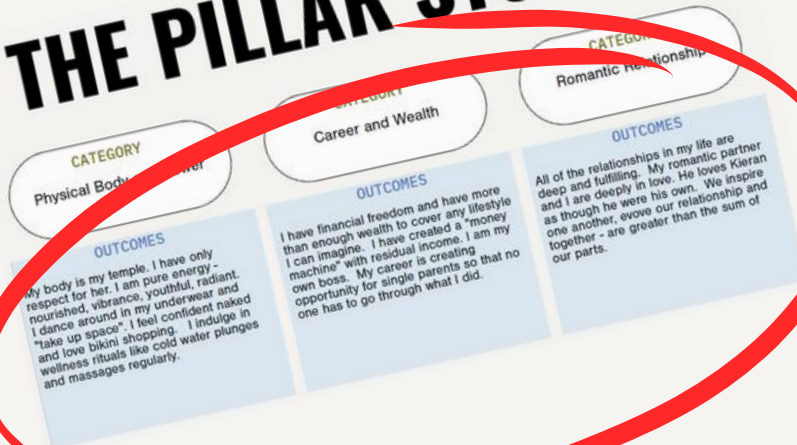 THE PILLAR
CATEGORY
Physical Body
OUTCOMES
My body is my temple. I have only
respect for her. I am pure energy -
nourished, vibrance, youthful, radiant.
I dance around in my underwear and
"take up space". I feel confident naked
and love bikini shopping. I indulge in
wellness rituals like cold water plunges
and massages regularly.
CATEGORY
Career and Wealth
OUTCOMES
I have financial freedom and have more
than enough wealth to cover any lifestyle
I can imagine. I have created a "money
machine" with residual income. I am my
own boss. My career is creating
opportunity for single parents so that no
one has to go through what I did.
CATEGORY
Romantic Relationship
OUTCOMES
All of the relationships in my life are
deep and fulfilling. My romantic partner
and I are deeply in love. He loves Kieran
as though he were his own. We inspire
one another, evove our relationship and
together - are greater than the sum of
our parts.